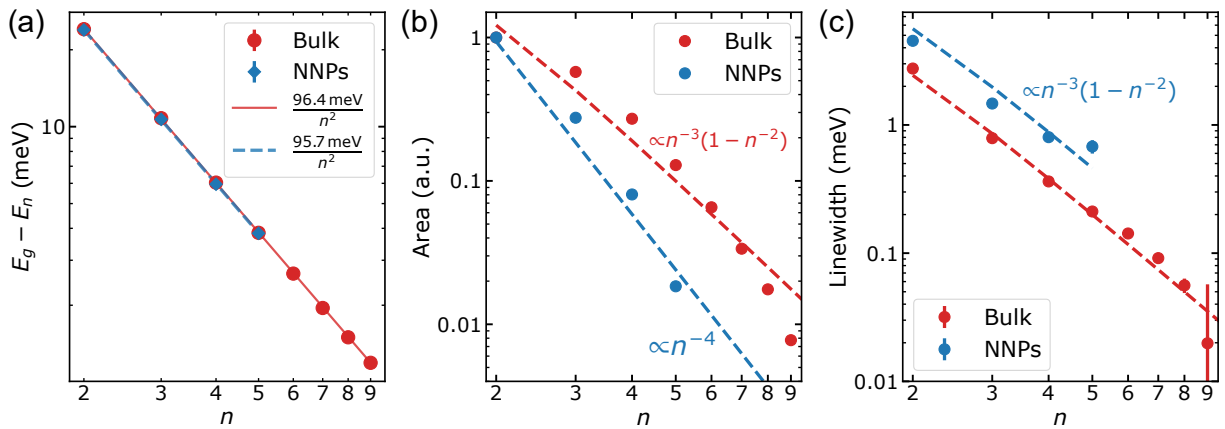 (a)
Bulk
NNPs
96.4 meV
n²
95.7 meV
n²
10
E_g − E_n (meV)
2 3 4 5 6 7 8 9
n
(b)
Bulk
NNPs
∝n⁻³(1 − n⁻²)
∝n⁻⁴
1
0.1
0.01
Area (a.u.)
2 3 4 5 6 7 8 9
n
(c)
∝n⁻³(1 − n⁻²)
Bulk
NNPs
1
0.1
0.01
Linewidth (meV)
2 3 4 5 6 7 8 9
n